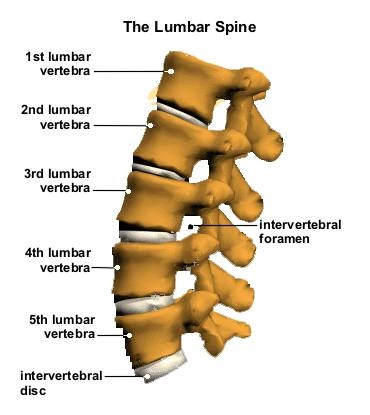 The Lumbar Spine
1st lumbar
vertebra
2nd lumbar
vertebra
3rd lumbar
vertebra
intervertebral
foramen
4th lumbar
vertebra
5th lumbar
vertebra
intervertebral
disc